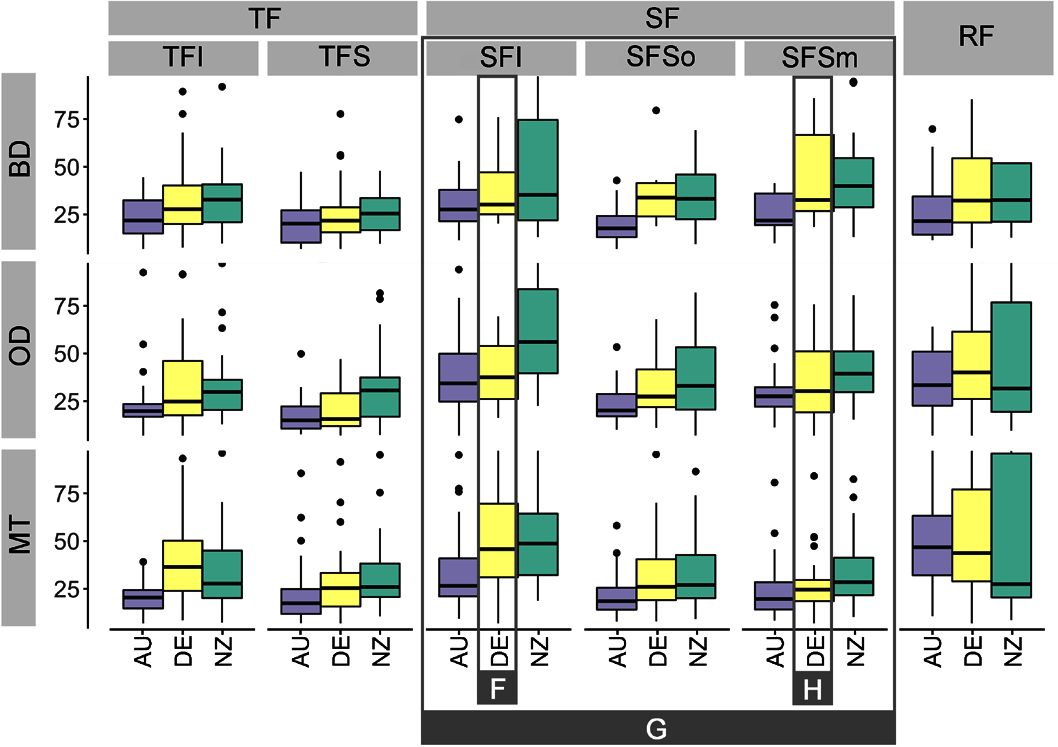 TF SF RF
TFI TFS SFI SFSo SFSm
BD 75 50 25
OD 75 50 25
MT 75 50 25
AU DE NZ AU DE NZ AU DE NZ AU DE NZ AU DE NZ AU DE NZ
F H
G